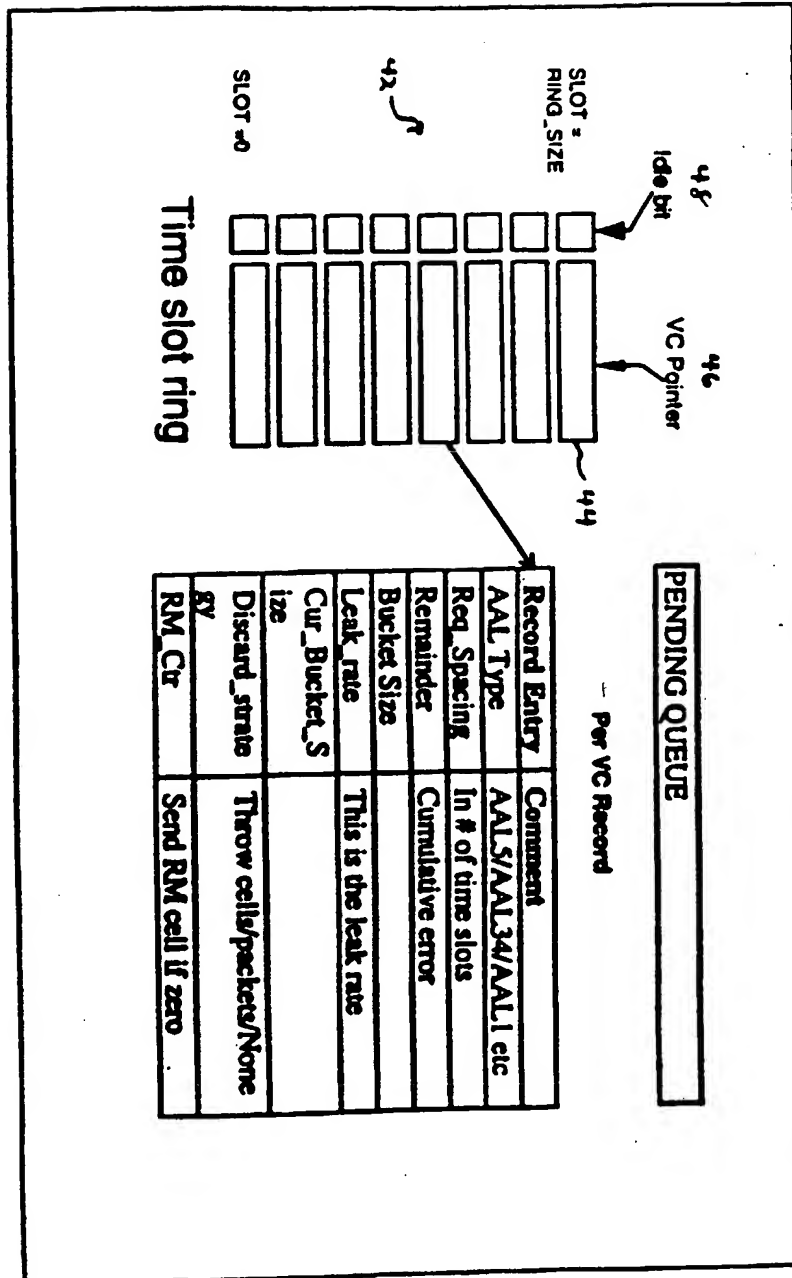 PENDING QUEUE
48
Idle bit
46
VC Pointer
44
SLOT =
RING_SIZE
42
SLOT =0
Time slot ring
Per VC Record
Record Entry Comment
AAL Type AAL5/AAL34/AAL1 etc
Req_Spacing In # of time slots
Remainder Cumulative error
Bucket Size
Leak_rate This is the leak rate
Cur_Bucket_S
ize
Discard_strate Throw cells/packets/None
gy
RM_Ctr Send RM cell if zero